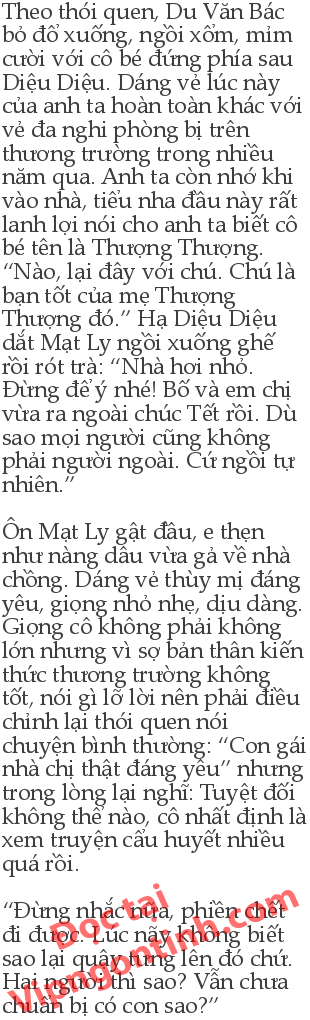 Theo thói quen, Du Văn Bác
bỏ đồ xuống, ngồi xổm, mỉm
cười với cô bé đứng phía sau
Diệu Diệu. Dáng vẻ lúc này
của anh ta hoàn toàn khác với
vẻ đa nghi phòng bị trên
thương trường trong nhiều
năm qua. Anh ta còn nhớ khi
vào nhà, tiểu nha đầu này rất
lanh lợi nói cho anh ta biết cô
bé tên là Thượng Thượng.
“Nào, lại đây với chú. Chú là
bạn tốt của mẹ Thượng
Thượng đó.” Hạ Diệu Diệu
dắt Mạt Ly ngồi xuống ghế
rồi rót trà: “Nhà hơi nhỏ.
Đừng để ý nhé! Bố và em chị
vừa ra ngoài chúc Tết rồi. Dù
sao mọi người cũng không
phải người ngoài. Cứ ngồi tự
nhiên.”

Ôn Mạt Ly gật đầu, e thẹn
như nàng dâu vừa gả về nhà
chồng. Dáng vẻ thùy mị đáng
yêu, giọng nhỏ nhẹ, dịu dàng.
Giọng cô không phải không
lớn nhưng vì sợ bản thân kiến
thức thương trường không
tốt, nói gì lỡ lời nên phải điều
chỉnh lại thói quen nói
chuyện bình thường: “Con gái
nhà chị thật đáng yêu” nhưng
trong lòng lại nghĩ: Tuyệt đối
không thể nào, cô nhất định là
xem truyện cẩu huyết nhiều
quá rồi.

“Đừng nhắc nữa, phiền chết
đi được. Lúc nãy không biết
sao lại quậy tưng lên đó chứ.
Hai người thì sao? Vẫn chưa
chuẩn bị có con sao?”
Đọc tại
Vipngontinh.com